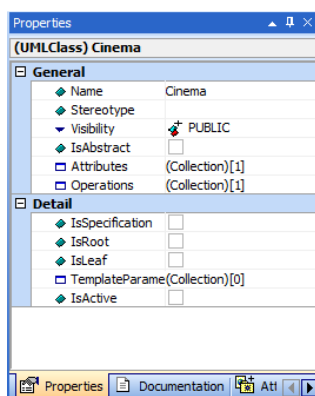 Properties
(UMLClass) Cinema
General
Name Cinema
Stereotype
Visibility PUBLIC
IsAbstract
Attributes (Collection)[1]
Operations (Collection)[1]
Detail
IsSpecification
IsRoot
IsLeaf
TemplateParame(Collection)[0]
IsActive
Properties Documentation Att